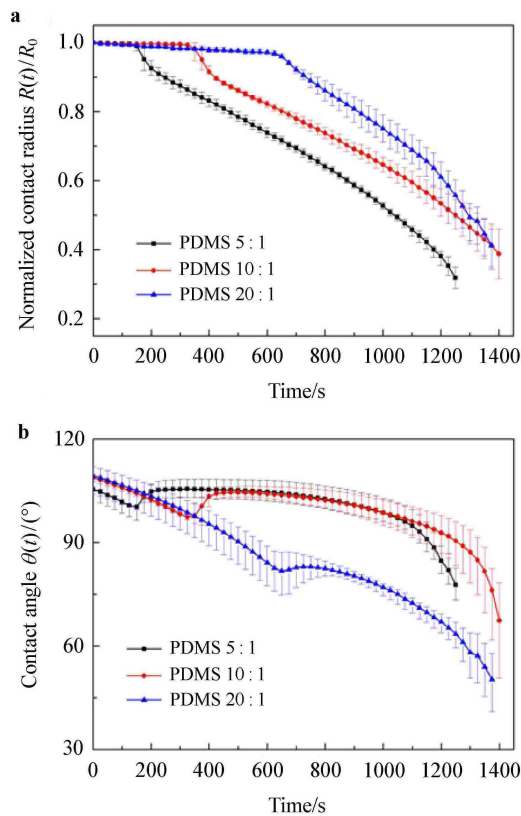 a
1.0
0.8
0.6
0.4
0.2
Normalized contact radius R(t)/R₀
PDMS 5 : 1
PDMS 10 : 1
PDMS 20 : 1
0 200 400 600 800 1000 1200 1400
Time/s
b
120
90
60
30
Contact angle θ(t)/(°)
PDMS 5 : 1
PDMS 10 : 1
PDMS 20 : 1
0 200 400 600 800 1000 1200 1400
Time/s